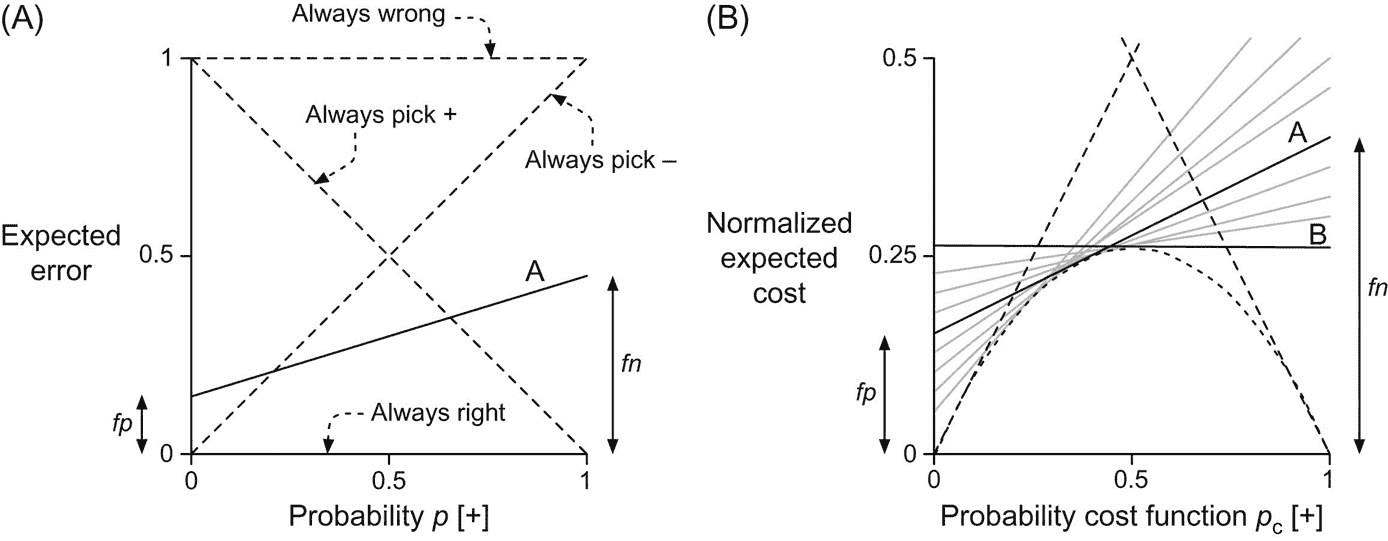 (A)
Always wrong
1
Always pick +
Always pick –
Expected
error
0.5
A
fn
fp
Always right
0
0
0.5
1
Probability p [+]
(B)
0.5
A
Normalized
expected
cost
0.25
B
fn
fp
0
0
0.5
1
Probability cost function pc [+]